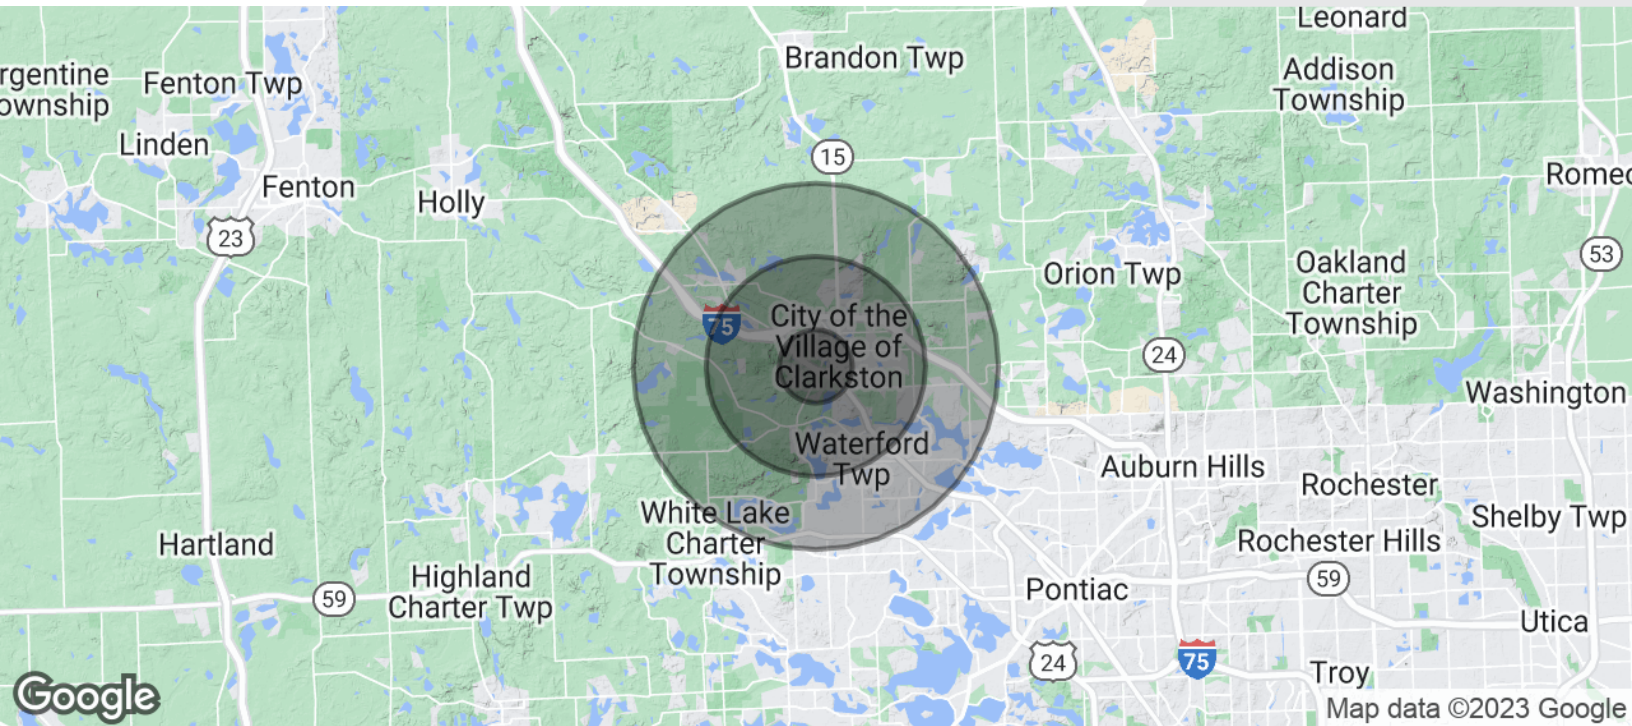 Leonard
Brandon Twp
Addison
Township
rgentine
ownship
Fenton Twp
Linden
15
Fenton
Holly
Romeo
23
53
Orion Twp
Oakland
Charter
Township
75
City of the
Village of
Clarkston
24
Washington
Waterford
Twp
Auburn Hills
Rochester
White Lake
Charter
Township
Shelby Twp
Hartland
Rochester Hills
Highland
Charter Twp
59
Pontiac
59
Utica
24
75
Troy
Google
Map data ©2023 Google